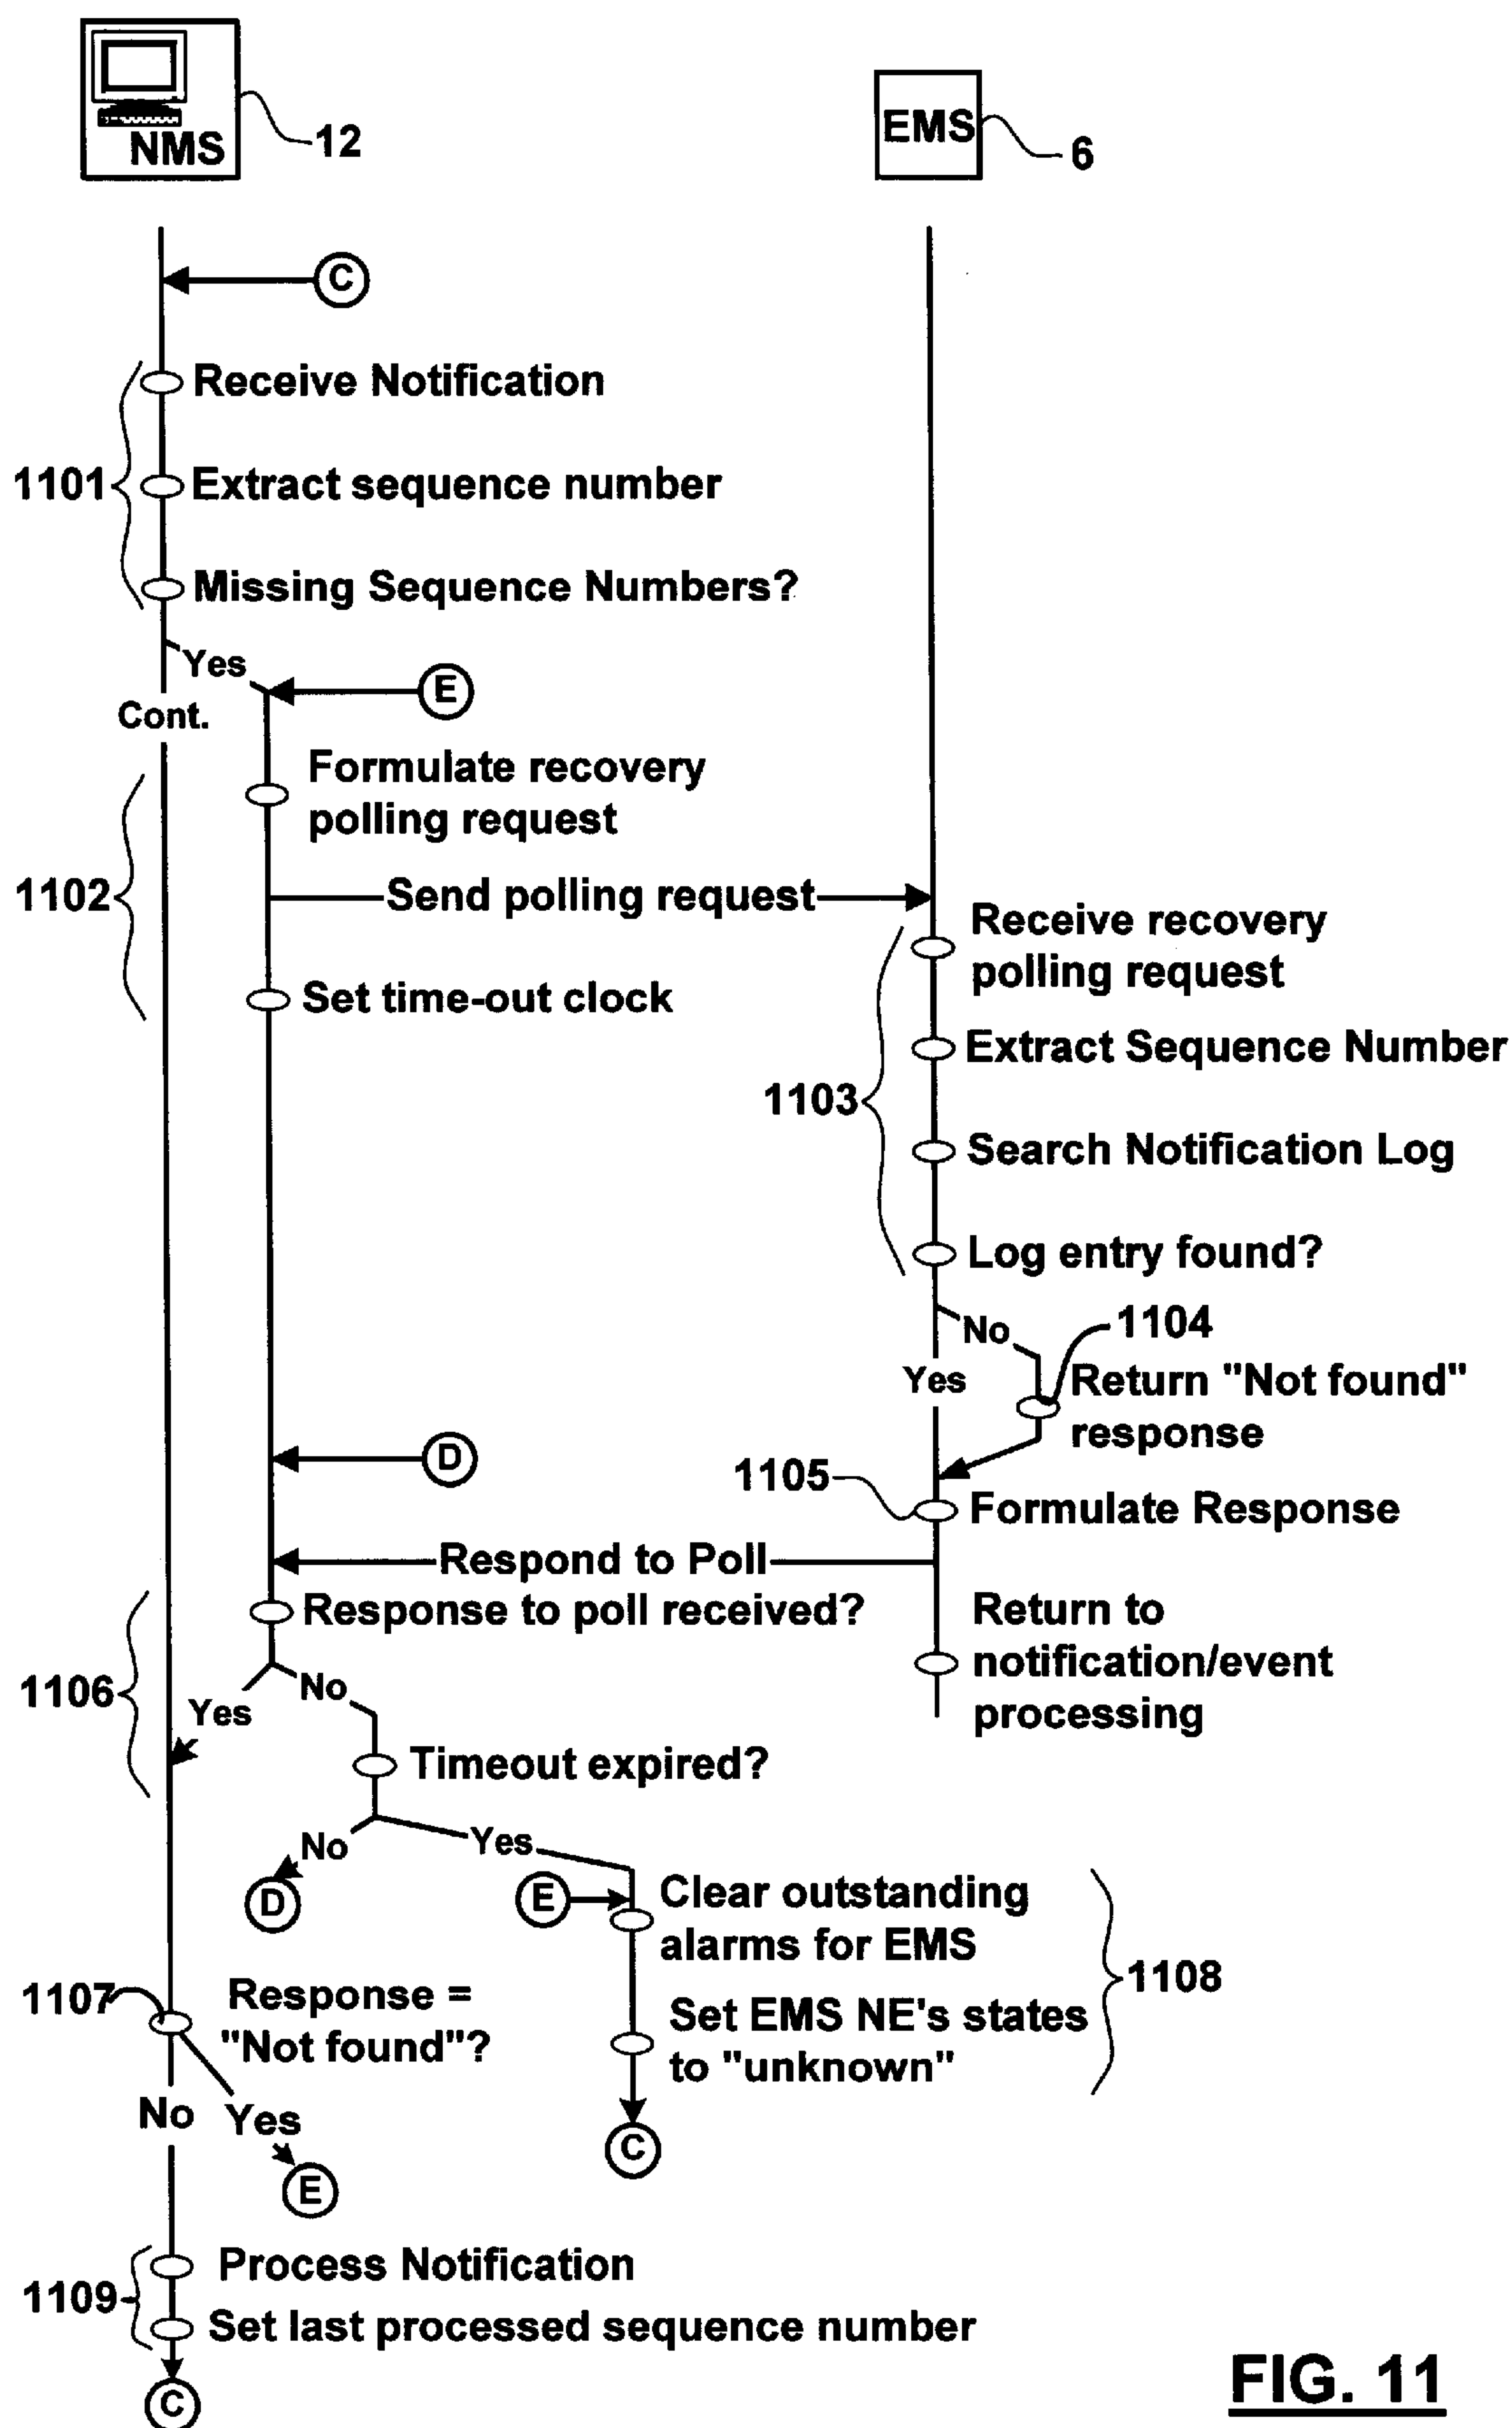 NMS
12
EMS
6
C
Receive Notification
1101
Extract sequence number
Missing Sequence Numbers?
Yes
E
Cont.
Formulate recovery
polling request
1102
Send polling request
Receive recovery
polling request
Set time-out clock
Extract Sequence Number
1103
Search Notification Log
Log entry found?
No
1104
Yes
Return "Not found"
response
D
1105
Formulate Response
Respond to Poll
Response to poll received?
Return to
notification/event
processing
1106
No
Yes
Timeout expired?
No
Yes
D
E
Clear outstanding
alarms for EMS
1108
1107
Response =
"Not found"?
Set EMS NE's states
to "unknown"
No
Yes
C
E
Process Notification
1109
Set last processed sequence number
C
FIG. 11